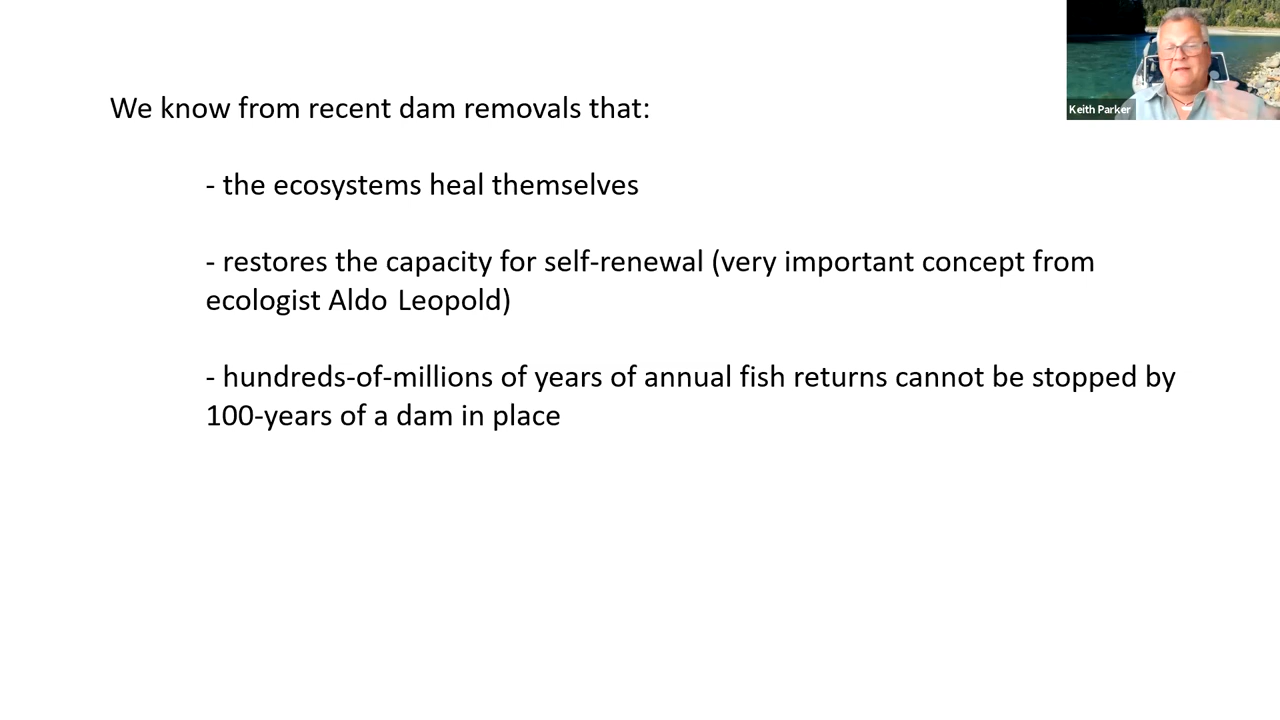 We know from recent dam removals that:
- the ecosystems heal themselves
- restores the capacity for self-renewal (very important concept from
ecologist Aldo Leopold)
- hundreds-of-millions of years of annual fish returns cannot be stopped by
100-years of a dam in place
Keith Parker